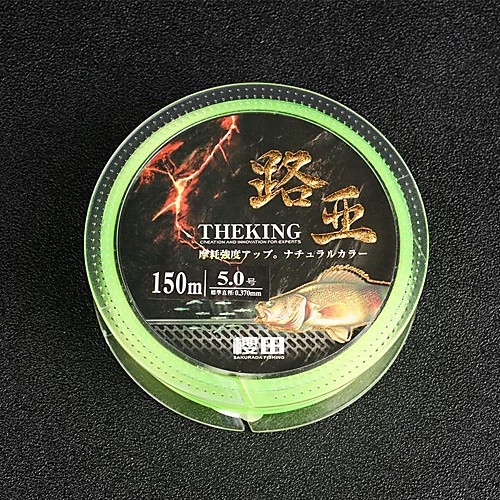 路亚
THEKING
CREATION AND INNOVATION FOR EXPERTS
摩耗強度アップ。ナチュラルカラー
150m 5.0号
標準直徑:0.370mm
櫻田
SAKURADA FISHING